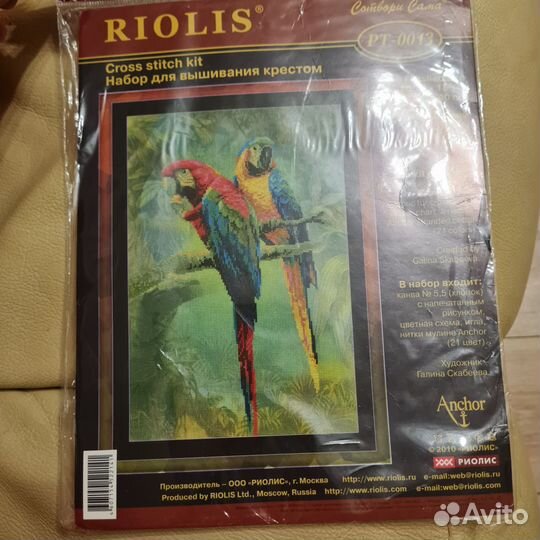 RIOLIS®
Сотвори Сама
PT-0013
Cross stitch kit
Набор для вышивания крестом
(21 colors)
Created by
Galina Skabeeva
В набор входит:
канва № 5,5 (хлопок)
с напечатанным
рисунком,
цветная схема, игла,
нитки мулине Anchor
(21 цвет)
Художник
Галина Скабеева
Anchor
© 2010 «РИОЛИС»
РИОЛИС
Производитель – ООО «РИОЛИС», г. Москва www.riolis.ru e-mail:web@riolis.ru
Produced by RIOLIS Ltd., Moscow, Russia www.riolis.com e-mail:web@riolis.com
Avito